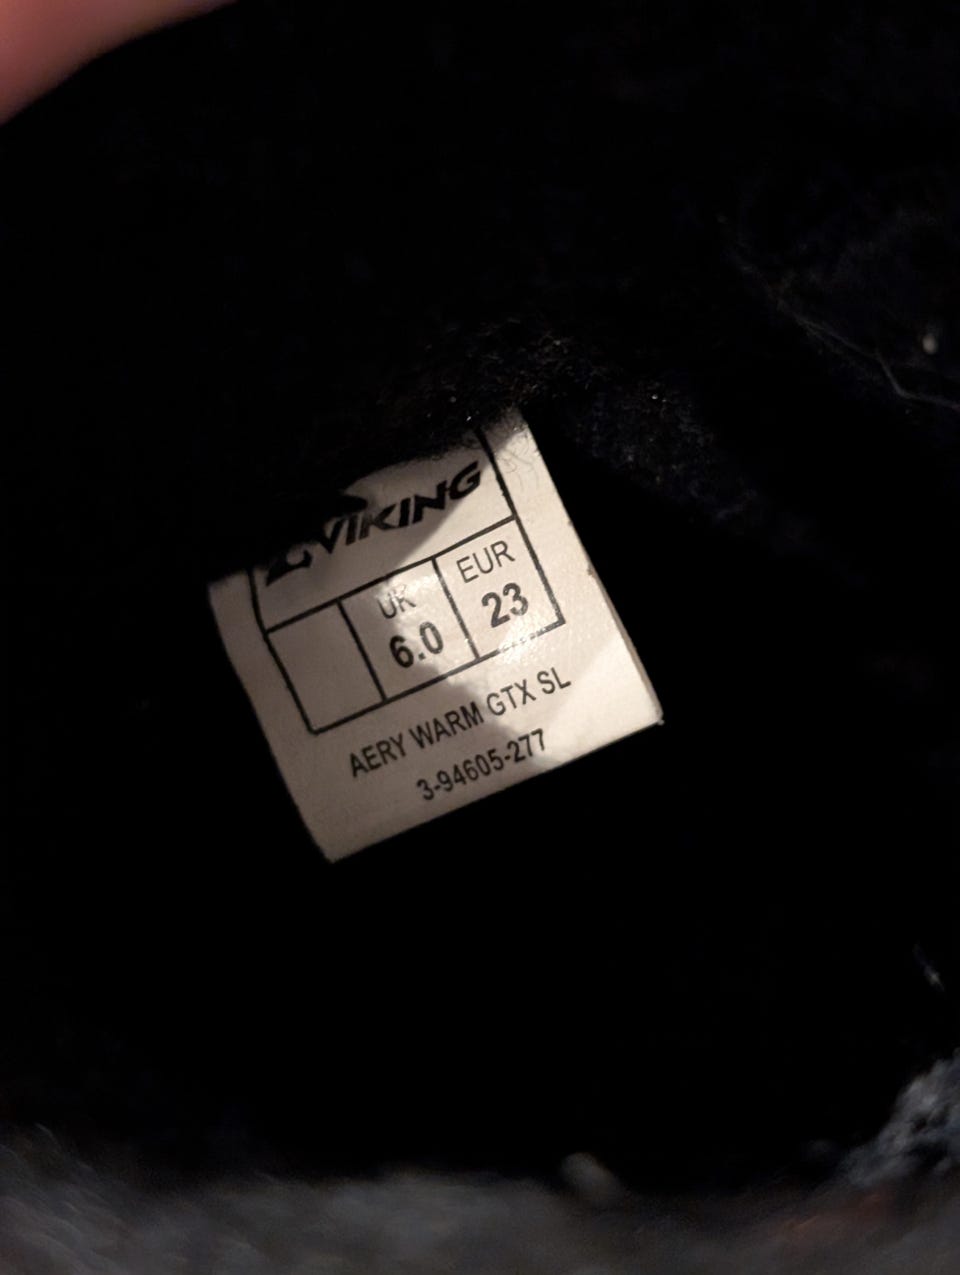 VIKING
UK EUR
6.0 23
AERY WARM GTX SL
3-94605-277